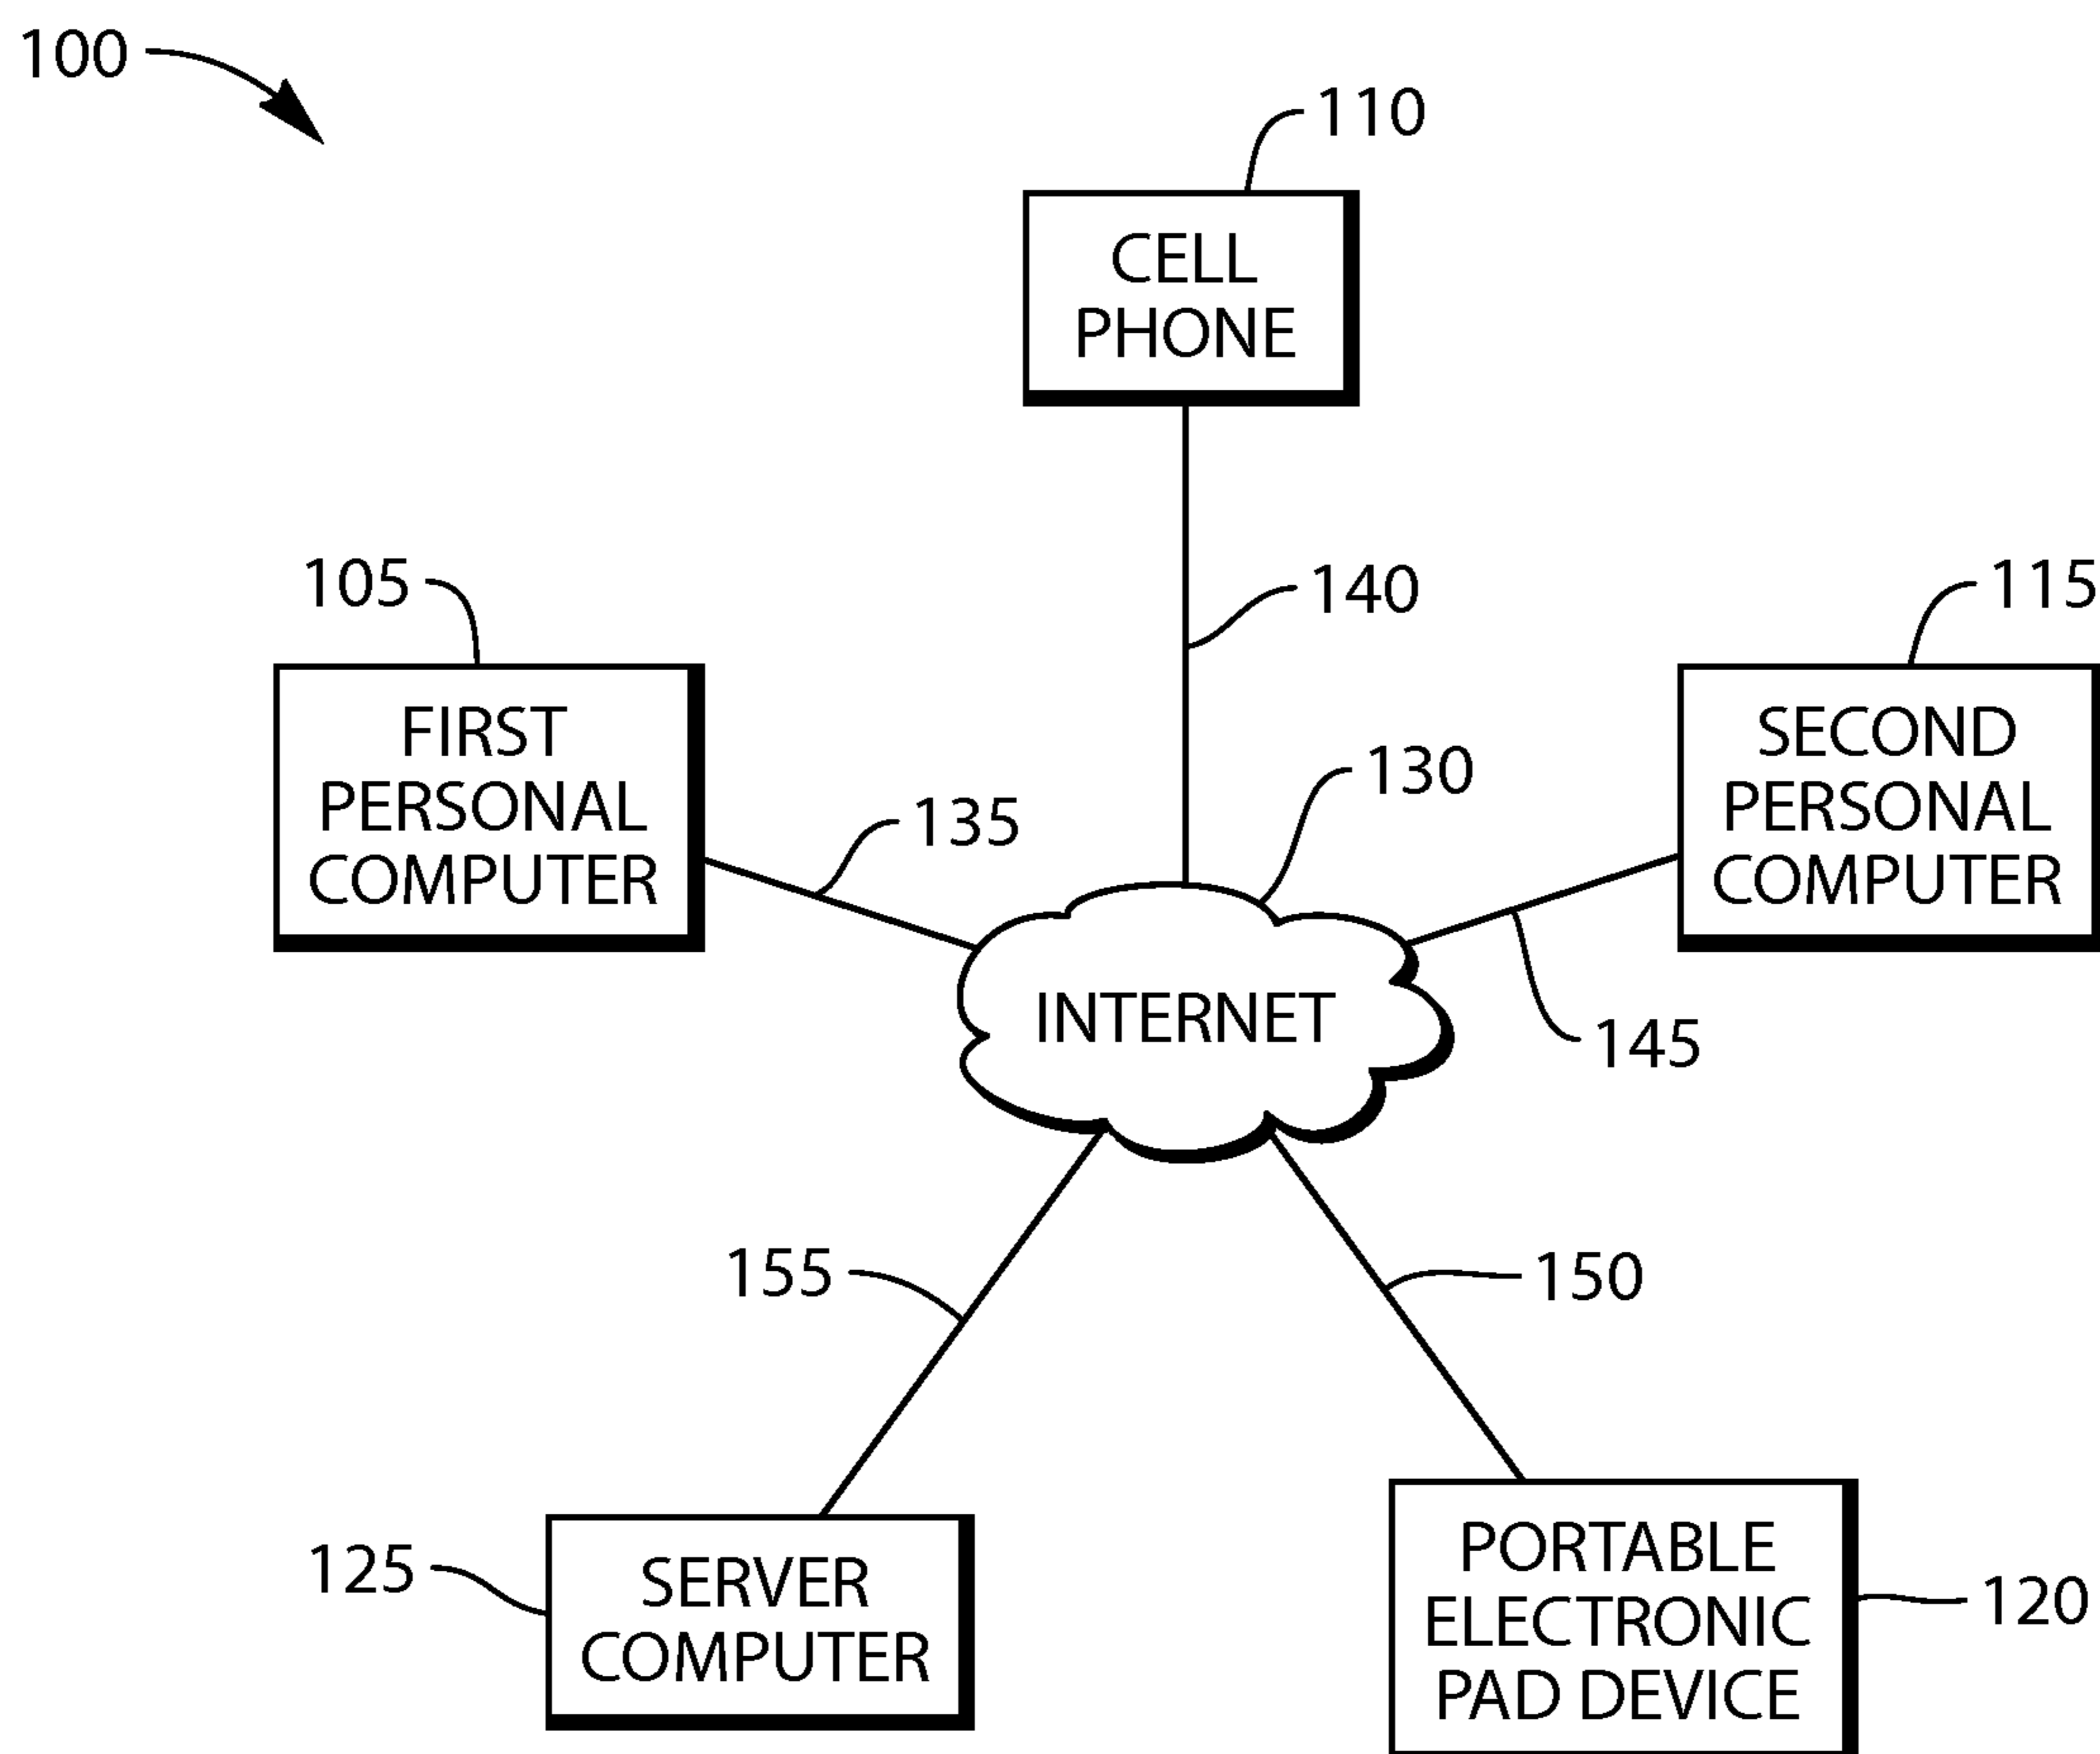 100
110
CELL
PHONE
105
140
115
FIRST
PERSONAL
COMPUTER
135
130
SECOND
PERSONAL
COMPUTER
INTERNET
145
155
150
125
SERVER
COMPUTER
PORTABLE
ELECTRONIC
PAD DEVICE
120